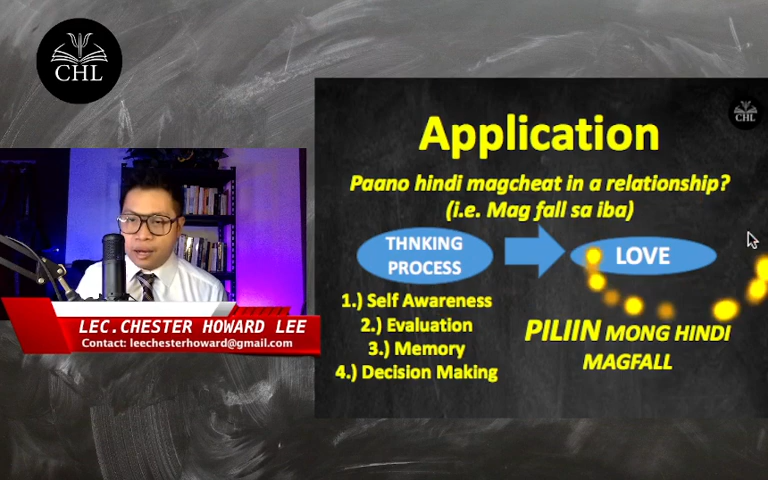 CHL
LEC.CHESTER HOWARD LEE
Contact: leechesterhoward@gmail.com
CHL
Application
Paano hindi magcheat in a relationship?
(i.e. Mag fall sa iba)
THNKING
PROCESS
LOVE
1.) Self Awareness
2.) Evaluation
3.) Memory
4.) Decision Making
PILIIN MONG HINDI
MAGFALL